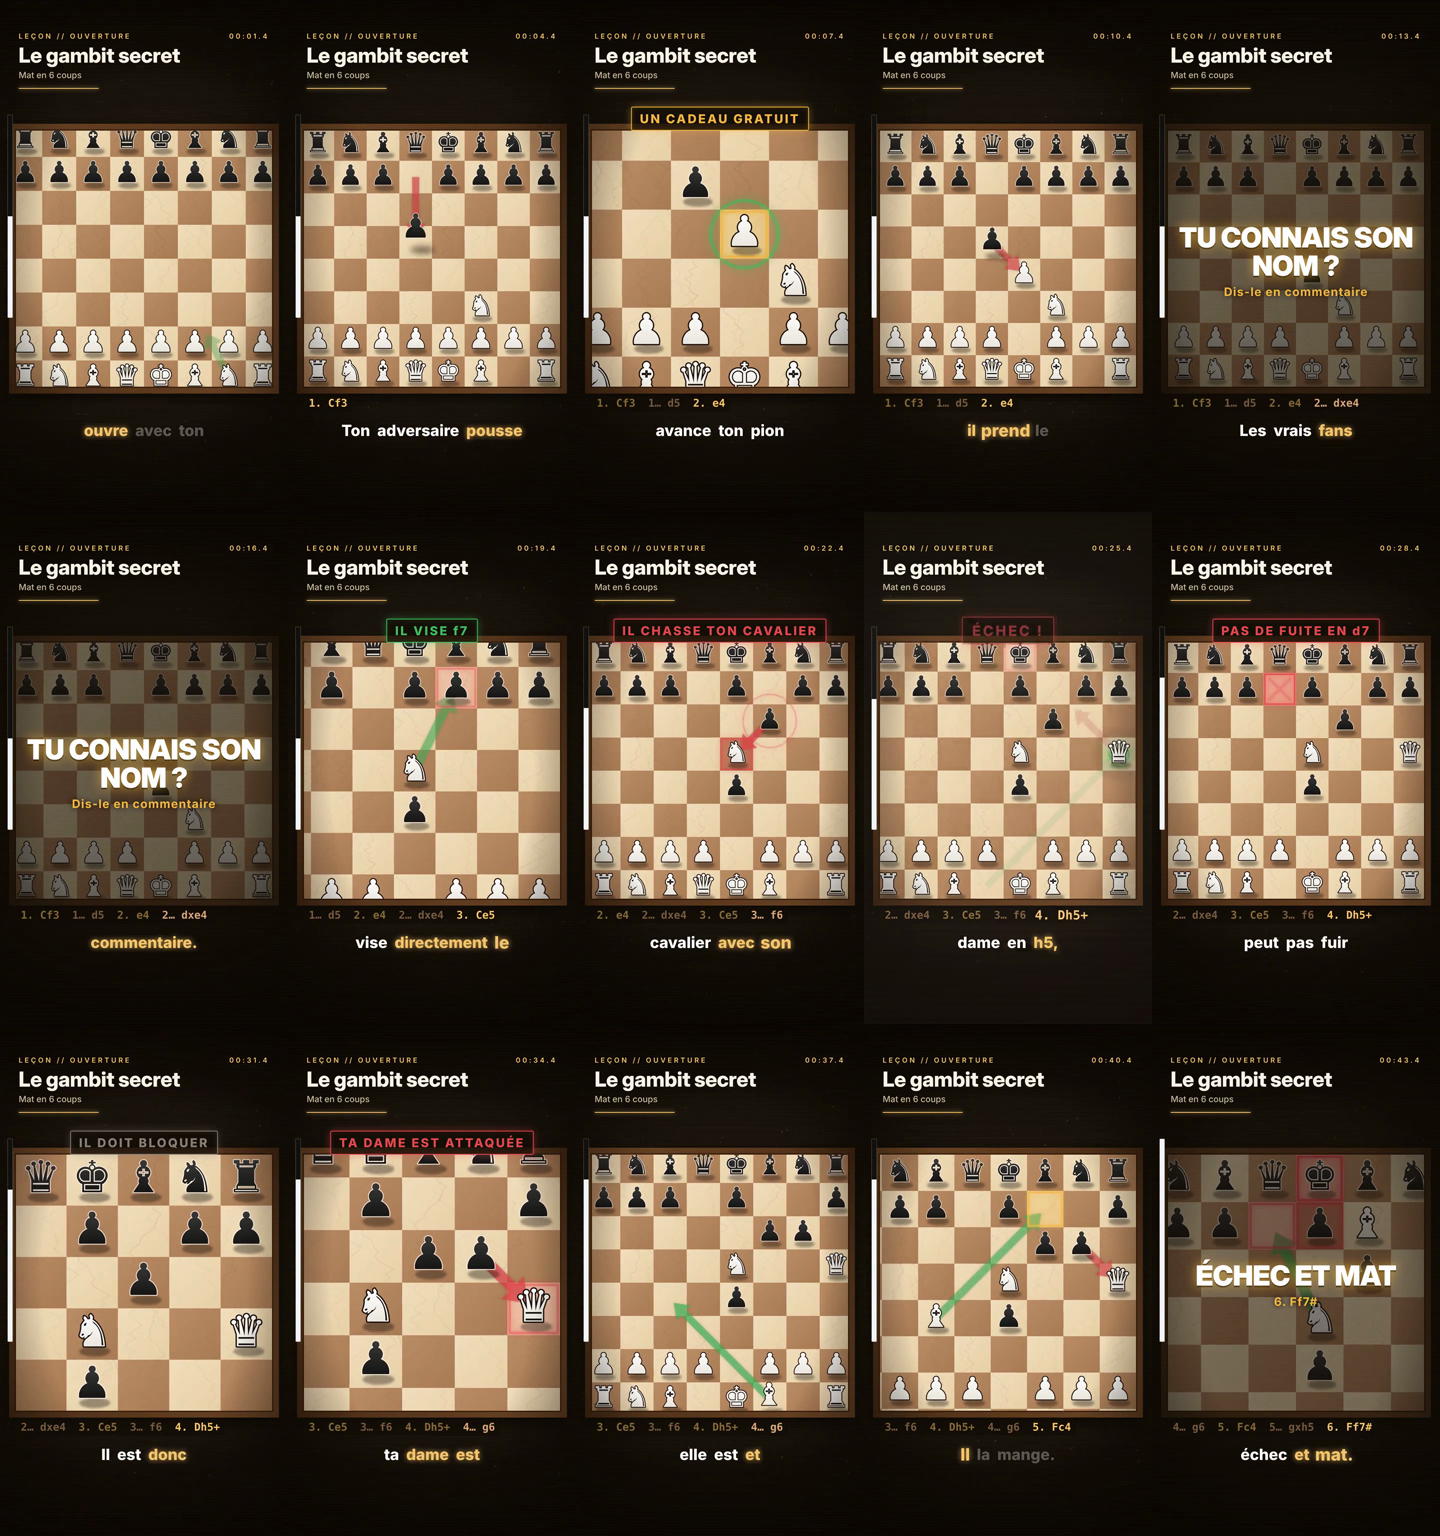 LEÇON // OUVERTURE 00:01.4
Le gambit secret
Mat en 6 coups
ouvre avec ton
LEÇON // OUVERTURE 00:04.4
Le gambit secret
Mat en 6 coups
1. Cf3
Ton adversaire pousse
LEÇON // OUVERTURE 00:07.4
Le gambit secret
Mat en 6 coups
UN CADEAU GRATUIT
1. Cf3 1… d5 2. e4
avance ton pion
LEÇON // OUVERTURE 00:10.4
Le gambit secret
Mat en 6 coups
1. Cf3 1… d5 2. e4
il prend le
LEÇON // OUVERTURE 00:13.4
Le gambit secret
Mat en 6 coups
TU CONNAIS SON
NOM ?
Dis-le en commentaire
1. Cf3 1… d5 2. e4 2… dxe4
Les vrais fans
LEÇON // OUVERTURE 00:16.4
Le gambit secret
Mat en 6 coups
TU CONNAIS SON
NOM ?
Dis-le en commentaire
1. Cf3 1… d5 2. e4 2… dxe4
commentaire.
LEÇON // OUVERTURE 00:19.4
Le gambit secret
Mat en 6 coups
IL VISE f7
1… d5 2. e4 2… dxe4 3. Ce5
vise directement le
LEÇON // OUVERTURE 00:22.4
Le gambit secret
Mat en 6 coups
IL CHASSE TON CAVALIER
2. e4 2… dxe4 3. Ce5 3… f6
cavalier avec son
LEÇON // OUVERTURE 00:25.4
Le gambit secret
Mat en 6 coups
ÉCHEC !
2… dxe4 3. Ce5 3… f6 4. Dh5+
dame en h5,
LEÇON // OUVERTURE 00:28.4
Le gambit secret
Mat en 6 coups
PAS DE FUITE EN d7
2… dxe4 3. Ce5 3… f6 4. Dh5+
peut pas fuir
LEÇON // OUVERTURE 00:31.4
Le gambit secret
Mat en 6 coups
IL DOIT BLOQUER
2… dxe4 3. Ce5 3… f6 4. Dh5+
Il est donc
LEÇON // OUVERTURE 00:34.4
Le gambit secret
Mat en 6 coups
TA DAME EST ATTAQUÉE
3. Ce5 3… f6 4. Dh5+ 4… g6
ta dame est
LEÇON // OUVERTURE 00:37.4
Le gambit secret
Mat en 6 coups
3. Ce5 3… f6 4. Dh5+ 4… g6
elle est et
LEÇON // OUVERTURE 00:40.4
Le gambit secret
Mat en 6 coups
3… f6 4. Dh5+ 4… g6 5. Fc4
Il la mange.
LEÇON // OUVERTURE 00:43.4
Le gambit secret
Mat en 6 coups
ÉCHEC ET MAT
6. Ff7#
4… g6 5. Fc4 5… gxh5 6. Ff7#
échec et mat.